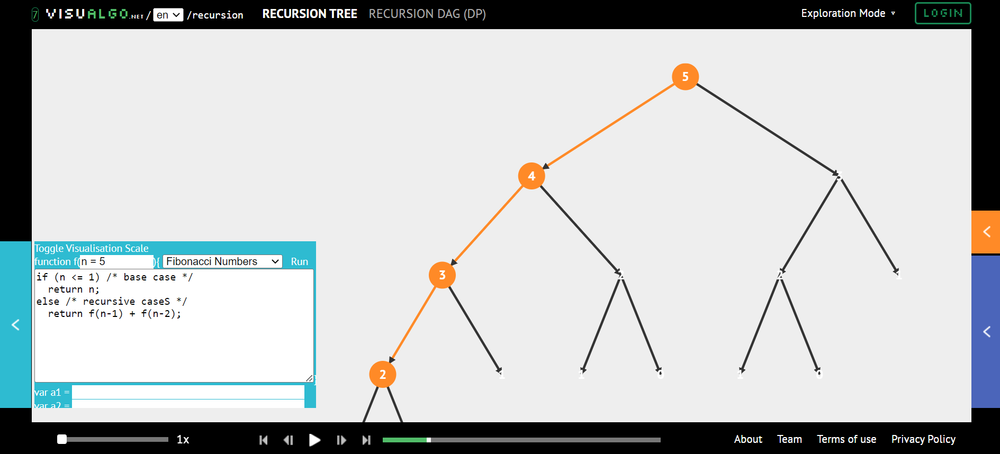 7 VISUALGO.NET / en /recursion RECURSION TREE RECURSION DAG (DP) Exploration Mode ▾ LOGIN
5
4
3
3
2
2
1
2
1
1
0
1
0
Toggle Visualisation Scale
function f(n = 5){ Fibonacci Numbers Run
if (n <= 1) /* base case */
return n;
else /* recursive caseS */
return f(n-1) + f(n-2);
}
var a1 =
var a2 =
1x
About Team Terms of use Privacy Policy